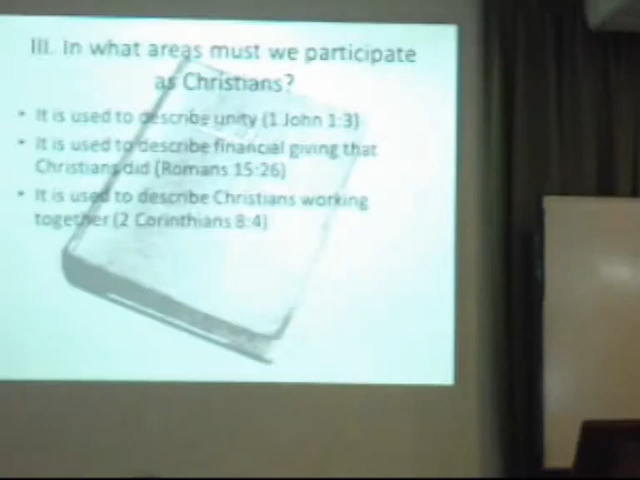 III. In what areas must we participate
as Christians?
• It is used to describe unity (1 John 1:3)
• It is used to describe financial giving that
Christians did (Romans 15:26)
• It is used to describe Christians working
together (2 Corinthians 8:4)